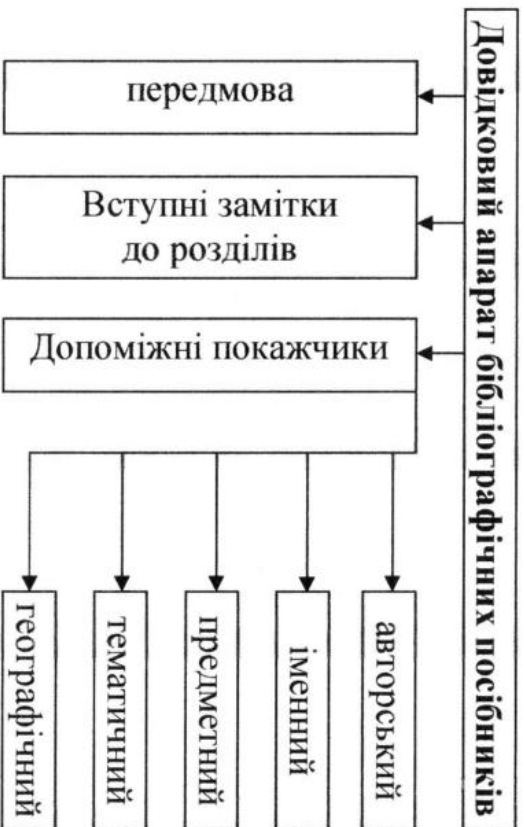 Довідковий апарат бібліографічних посібників
передмова
Вступні замітки
до розділів
Допоміжні покажчики
географічний
тематичний
предметний
іменний
авторський